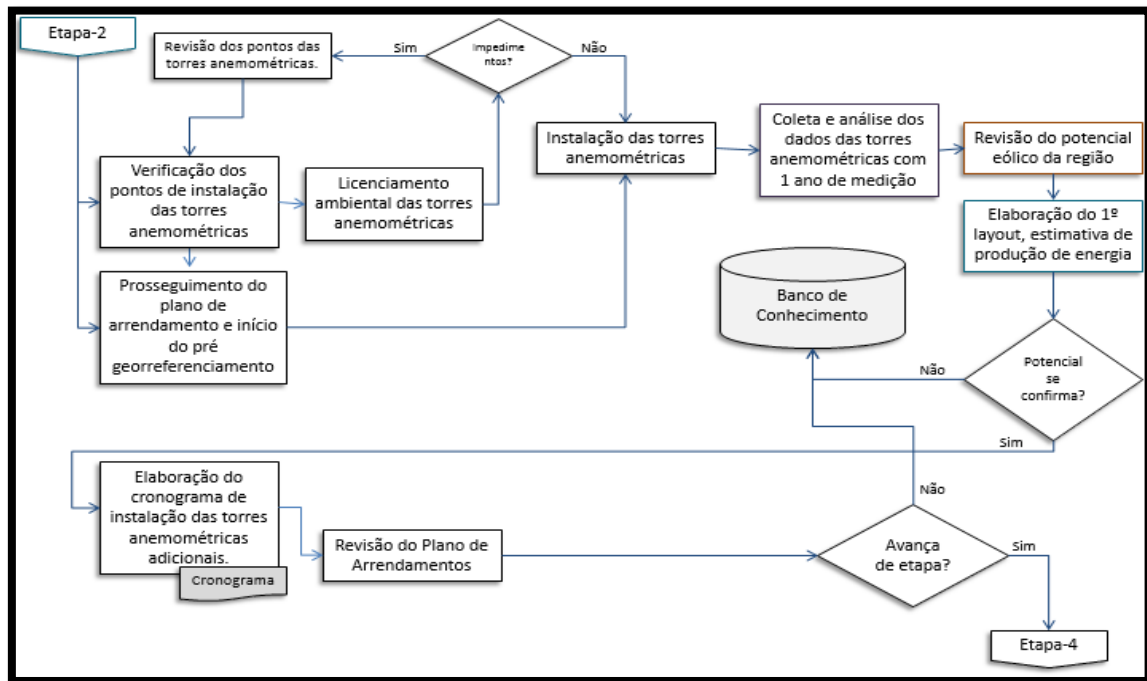 Etapa-2
Revisão dos pontos das
torres anemométricas.
Sim
Impedime
ntos?
Não
Verificação dos
pontos de instalação
das torres
anemométricas
Licenciamento
ambiental das torres
anemométricas
Instalação das torres
anemométricas
Coleta e análise dos
dados das torres
anemométricas com
1 ano de medição
Revisão do potencial
eólico da região
Elaboração do 1º
layout, estimativa de
produção de energia
Prosseguimento do
plano de
arrendamento e início
do pré
georreferenciamento
Banco de
Conhecimento
Potencial
se
confirma?
Não
Sim
Elaboração do
cronograma de
instalação das torres
anemométricas
adicionais.
Cronograma
Revisão do Plano de
Arrendamentos
Avança
de etapa?
Não
Sim
Etapa-4